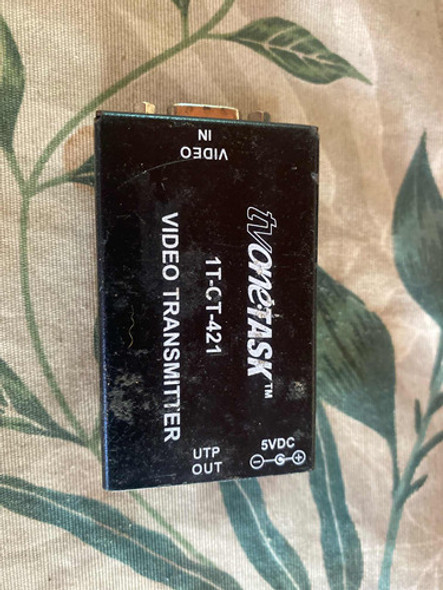 tvoneTASK™
1T-CT-421
VIDEO TRANSMITTER
VIDEO
IN
5VDC
UTP
OUT